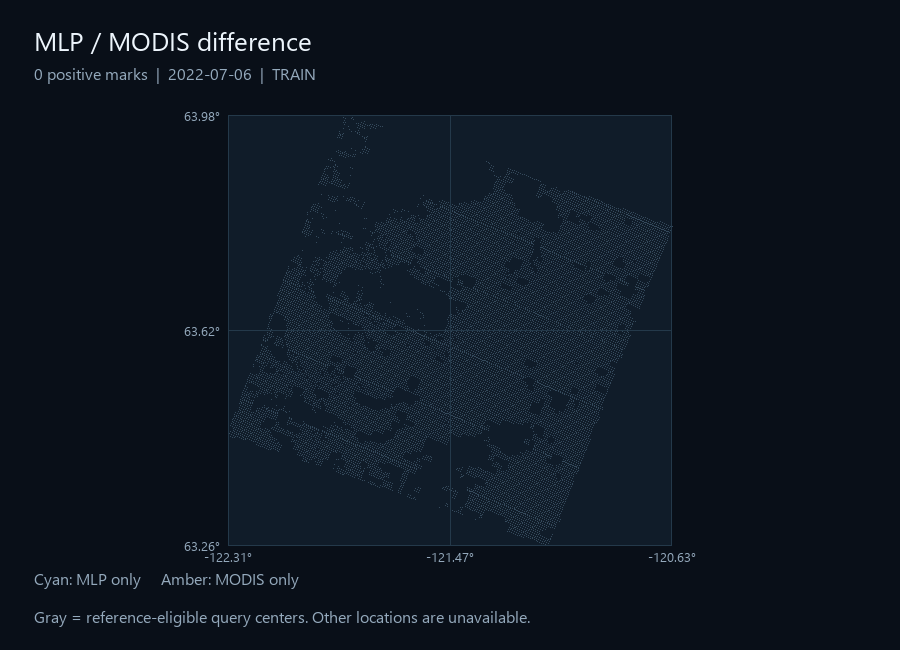 MLP / MODIS difference
0 positive marks | 2022-07-06 | TRAIN
63.98°
63.62°
63.26°
-122.31° -121.47° -120.63°
Cyan: MLP only Amber: MODIS only
Gray = reference-eligible query centers. Other locations are unavailable.